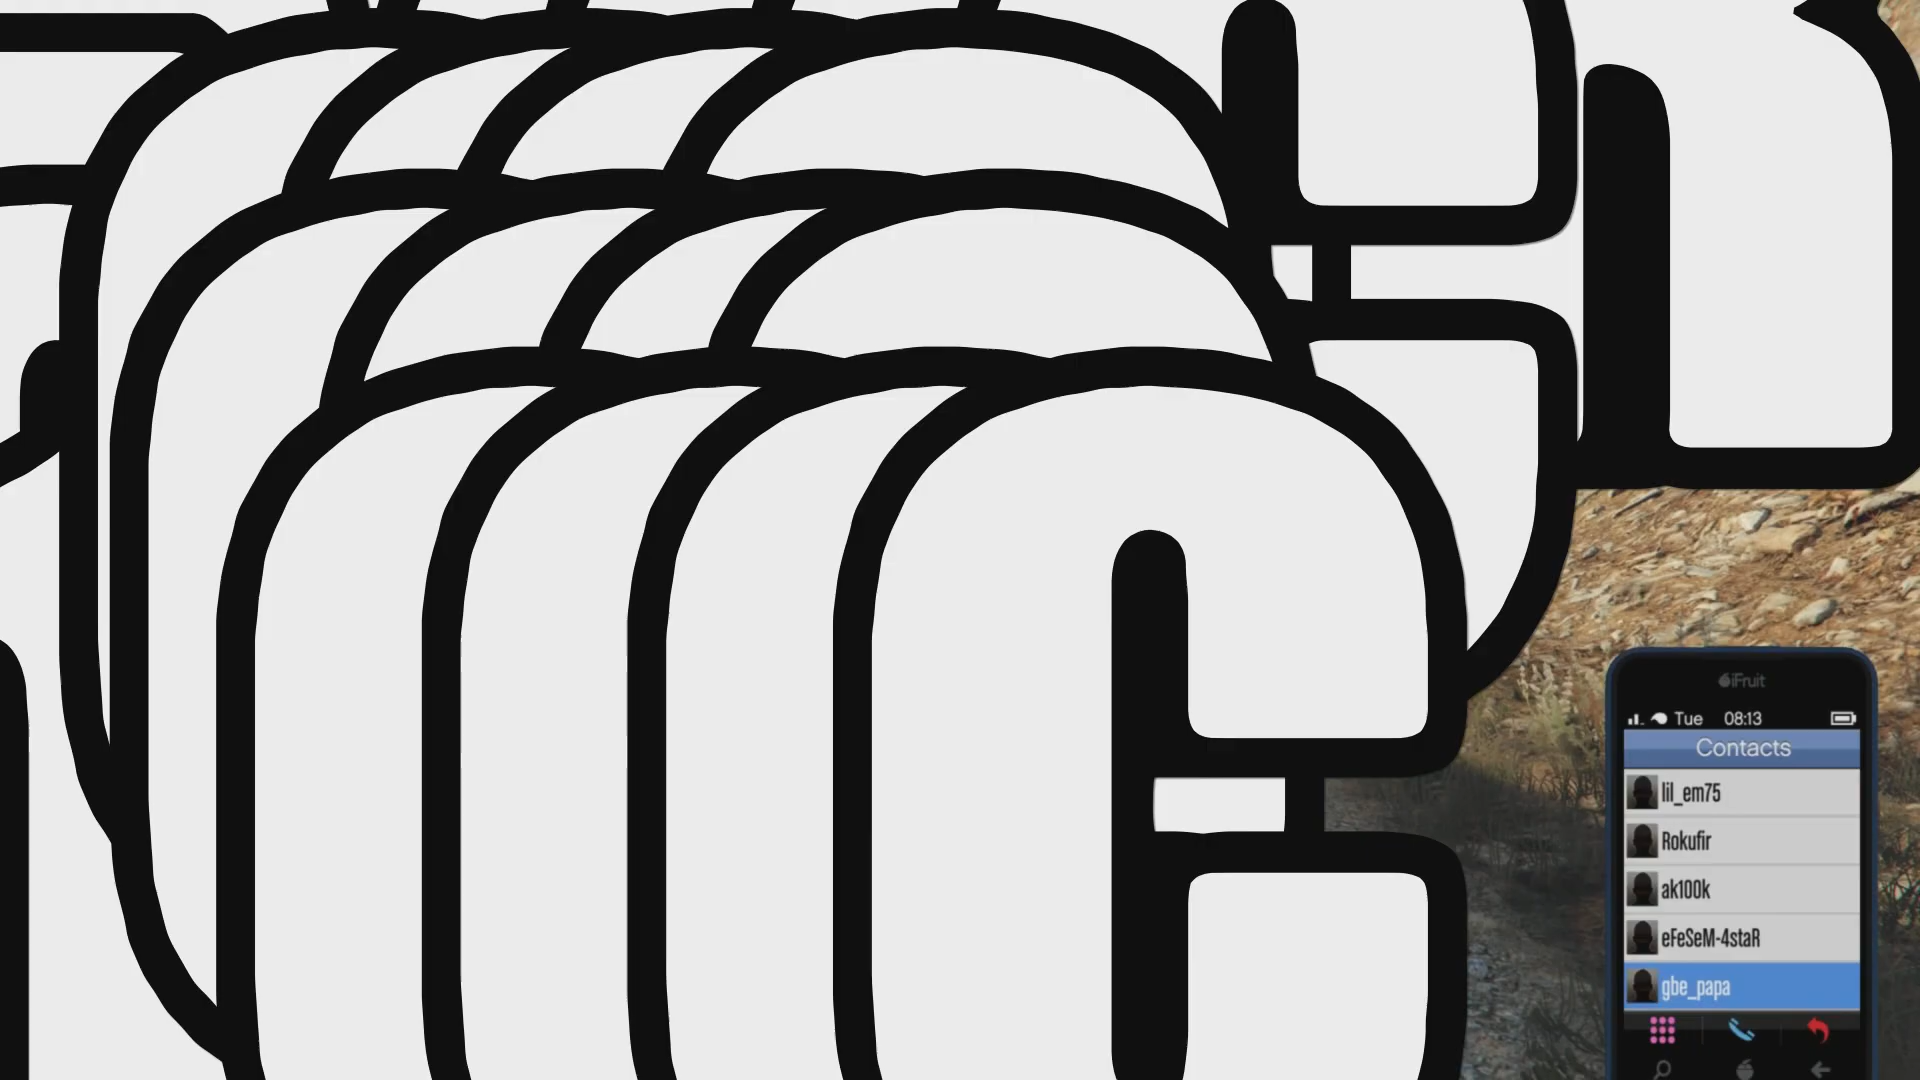 C
iFruit
Tue 08:13
Contacts
lil_em75
Rokufir
ak100k
eFeSeM-4staR
gbe_papa